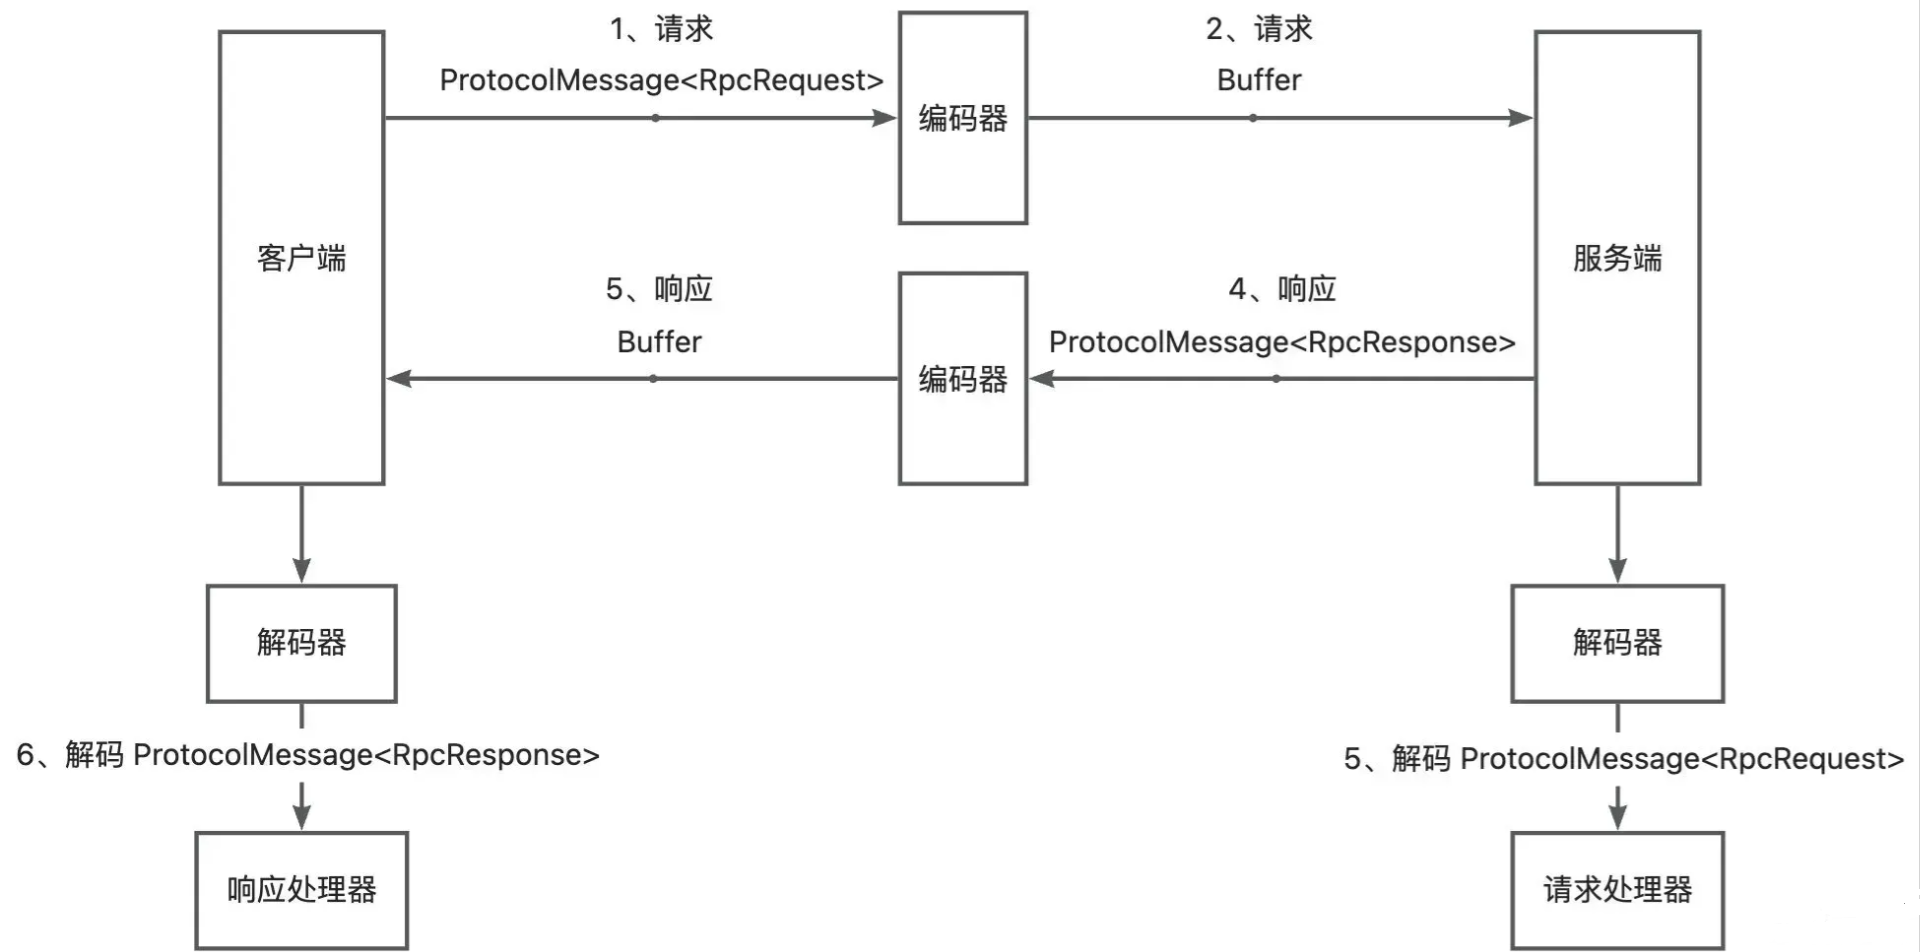 1、请求
ProtocolMessage<RpcRequest>
2、请求
Buffer
编码器
客户端
服务端
5、响应
Buffer
4、响应
ProtocolMessage<RpcResponse>
编码器
解码器
解码器
6、解码 ProtocolMessage<RpcResponse>
5、解码 ProtocolMessage<RpcRequest>
响应处理器
请求处理器